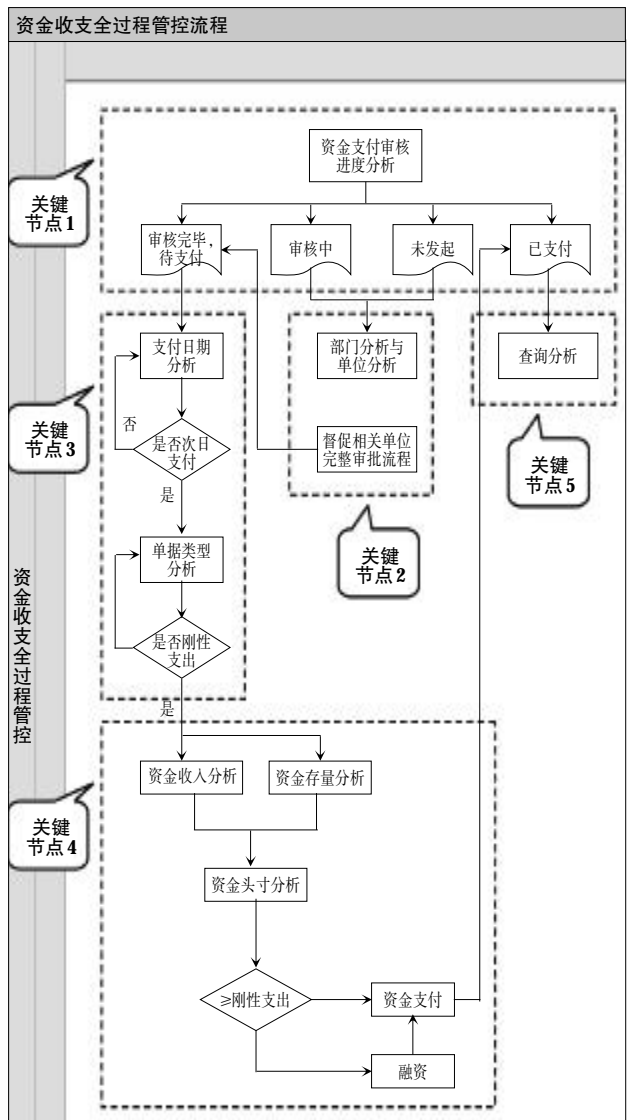 资金收支全过程管控流程
资金支付审核
进度分析
关键
节点1
审核完毕，
待支付
审核中
未发起
已支付
支付日期
分析
部门分析与
单位分析
查询分析
关键
节点3
否
是否次日
支付
督促相关单位
完整审批流程
关键
节点5
是
单据类型
分析
关键
节点2
是否刚性
支出
资金收支全过程管控
是
资金收入分析
资金存量分析
关键
节点4
资金头寸分析
≥刚性支出
资金支付
融资